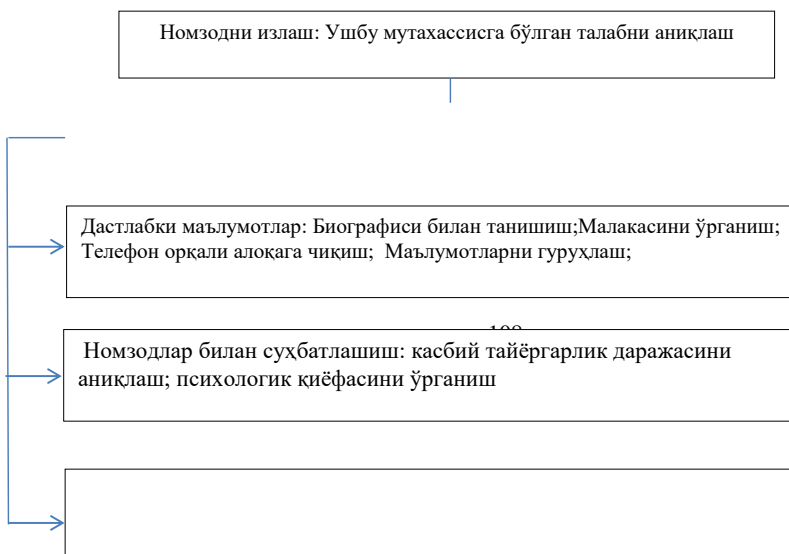 Номзодни излаш: Ушбу мутахассисга бўлган талабни аниқлаш
Дастлабки маълумотлар: Биографиси билан танишиш;Малакасини ўрганиш;
Телефон орқали алоқага чиқиш; Маълумотларни гуруҳлаш;
Номзодлар билан суҳбатлашиш: касбий тайёргарлик даражасини
аниқлаш; психологик қиёфасини ўрганиш